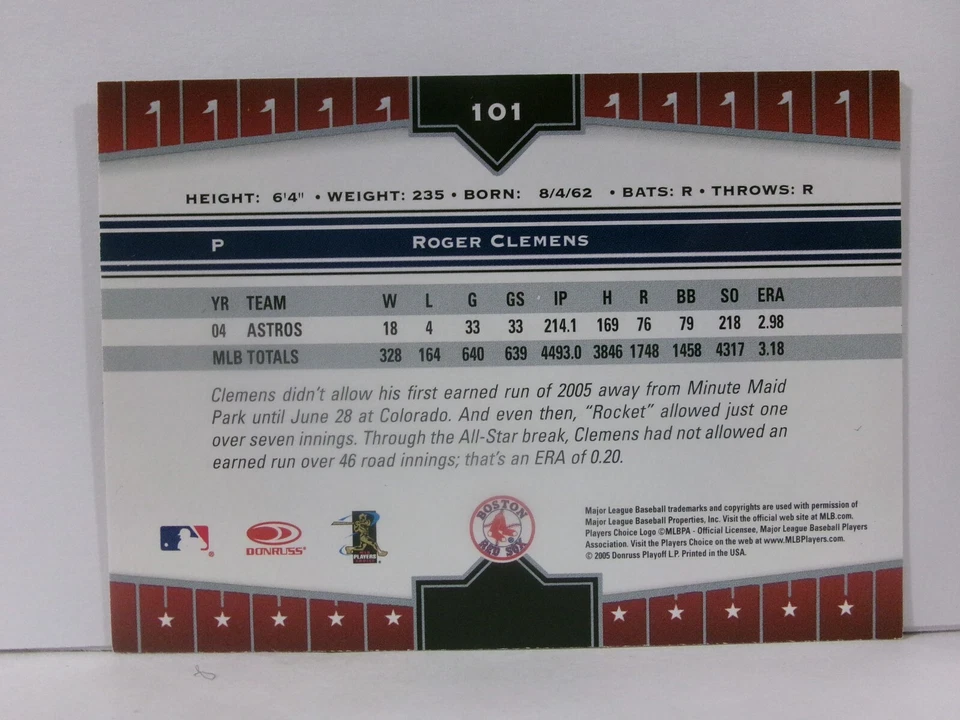 101
HEIGHT: 6'4" • WEIGHT: 235 • BORN: 8/4/62 • BATS: R • THROWS: R
P ROGER CLEMENS
YR TEAM W L G GS IP H R BB SO ERA
04 ASTROS 18 4 33 33 214.1 169 76 79 218 2.98
MLB TOTALS 328 164 640 639 4493.0 3846 1748 1458 4317 3.18
Clemens didn't allow his first earned run of 2005 away from Minute Maid
Park until June 28 at Colorado. And even then, "Rocket" allowed just one
over seven innings. Through the All-Star break, Clemens had not allowed an
earned run over 46 road innings; that's an ERA of 0.20.
DONRUSS
PLAYERS
BOSTON
RED SOX
Major League Baseball trademarks and copyrights are used with permission of
Major League Baseball Properties, Inc. Visit the official web site at MLB.com.
Players Choice Logo ©MLBPA - Official Licensee, Major League Baseball Players
Association. Visit the Players Choice on the web at www.MLBPlayers.com.
© 2005 Donruss Playoff L.P. Printed in the USA.